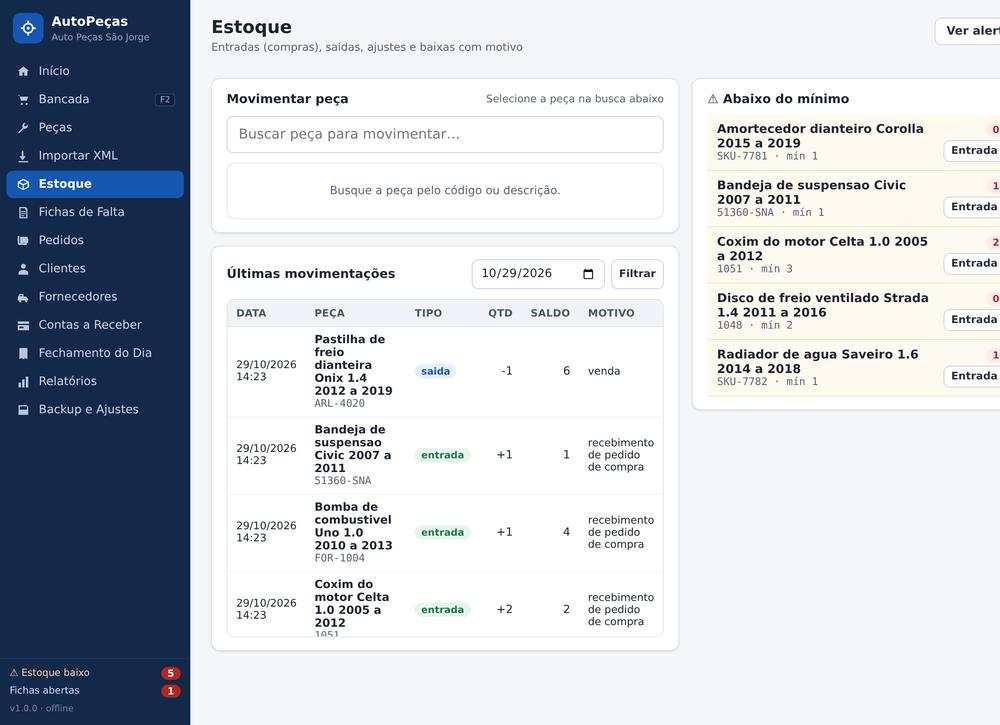 AutoPeças
Auto Peças São Jorge
Início
Bancada F2
Peças
Importar XML
Estoque
Fichas de Falta
Pedidos
Clientes
Fornecedores
Contas a Receber
Fechamento do Dia
Relatórios
Backup e Ajustes
⚠ Estoque baixo 5
Fichas abertas 1
v1.0.0 · offline
Estoque
Entradas (compras), saídas, ajustes e baixas com motivo
Movimentar peça
Selecione a peça na busca abaixo
Buscar peça para movimentar...
Busque a peça pelo código ou descrição.
Últimas movimentações
10/29/2026
Filtrar
DATA PEÇA TIPO QTD SALDO MOTIVO
29/10/2026
14:23
Pastilha de
freio
dianteira
Onix 1.4
2012 a 2019
ARL-4020
saida
-1
6
venda
29/10/2026
14:23
Bandeja de
suspensao
Civic 2007 a
2011
51360-SNA
entrada
+1
1
recebimento
de pedido
de compra
29/10/2026
14:23
Bomba de
combustivel
Uno 1.0
2010 a 2013
FOR-1004
entrada
+1
4
recebimento
de pedido
de compra
29/10/2026
14:23
Coxim do
motor Celta
1.0 2005 a
2012
1051
entrada
+2
2
recebimento
de pedido
de compra
Ver alert
⚠ Abaixo do mínimo
Amortecedor dianteiro Corolla
2015 a 2019
SKU-7781 · mín 1
0
Entrada
Bandeja de suspensao Civic
2007 a 2011
51360-SNA · mín 1
1
Entrada
Coxim do motor Celta 1.0 2005
a 2012
1051 · mín 3
2
Entrada
Disco de freio ventilado Strada
1.4 2011 a 2016
1048 · mín 2
0
Entrada
Radiador de agua Saveiro 1.6
2014 a 2018
SKU-7782 · mín 1
1
Entrada